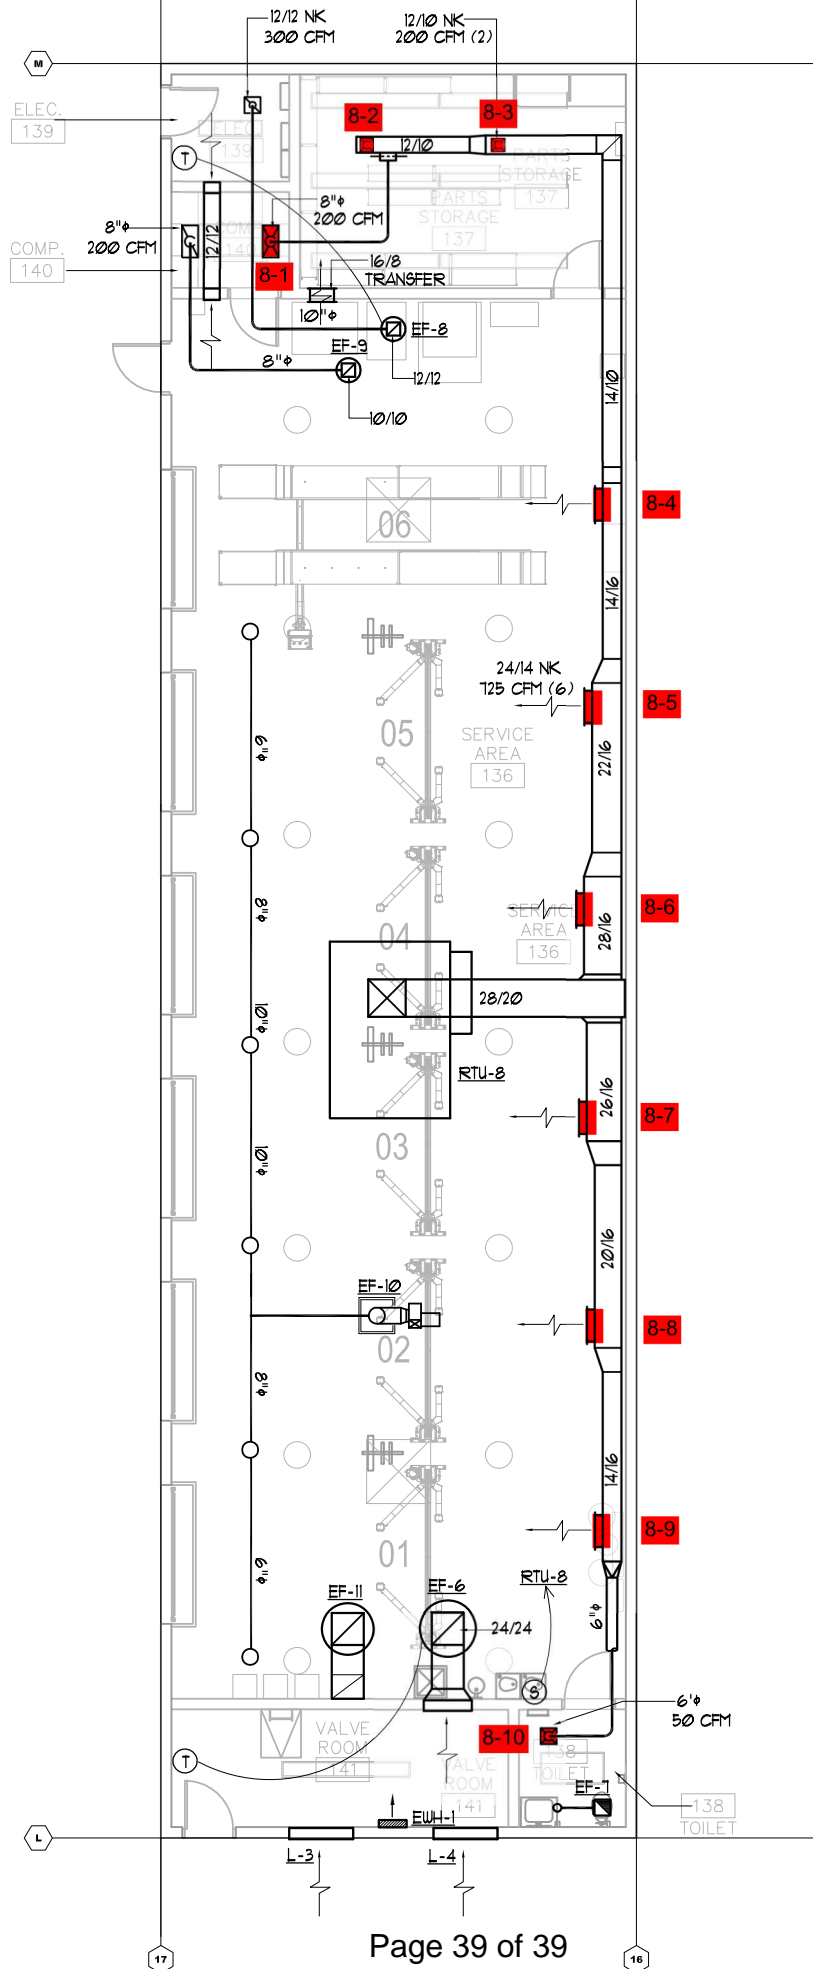 12/12 NK
300 CFM
12/10 NK
200 CFM (2)
M
ELEC.
139
ELEC.
139
8-2
8-3
12/10
T
PARTS
STORAGE
137
PARTS
STORAGE
137
8"ϕ
200 CFM
8"ϕ
200 CFM
COMP.
140
COMP.
140
12/12
8-1
16/8
TRANSFER
10"ϕ
EF-8
EF-9
8"ϕ
12/12
10/10
14/10
8-4
06
14/16
24/14 NK
725 CFM (6)
8-5
05
SERVICE
AREA
136
22/16
6"ϕ
8-6
SERVICE
AREA
136
28/16
04
8"ϕ
28/20
10"ϕ
RTU-8
26/16
8-7
03
10"ϕ
20/16
EF-10
8-8
02
8"ϕ
14/16
8-9
01
6"ϕ
EF-11
EF-6
RTU-8
24/24
6"ϕ
S
6'ϕ
50 CFM
8-10
VALVE
ROOM
141
T
138
TOILET
VALVE
ROOM
141
EF-7
138
TOILET
EWH-1
L
L-3
L-4
Page 39 of 39
17
16